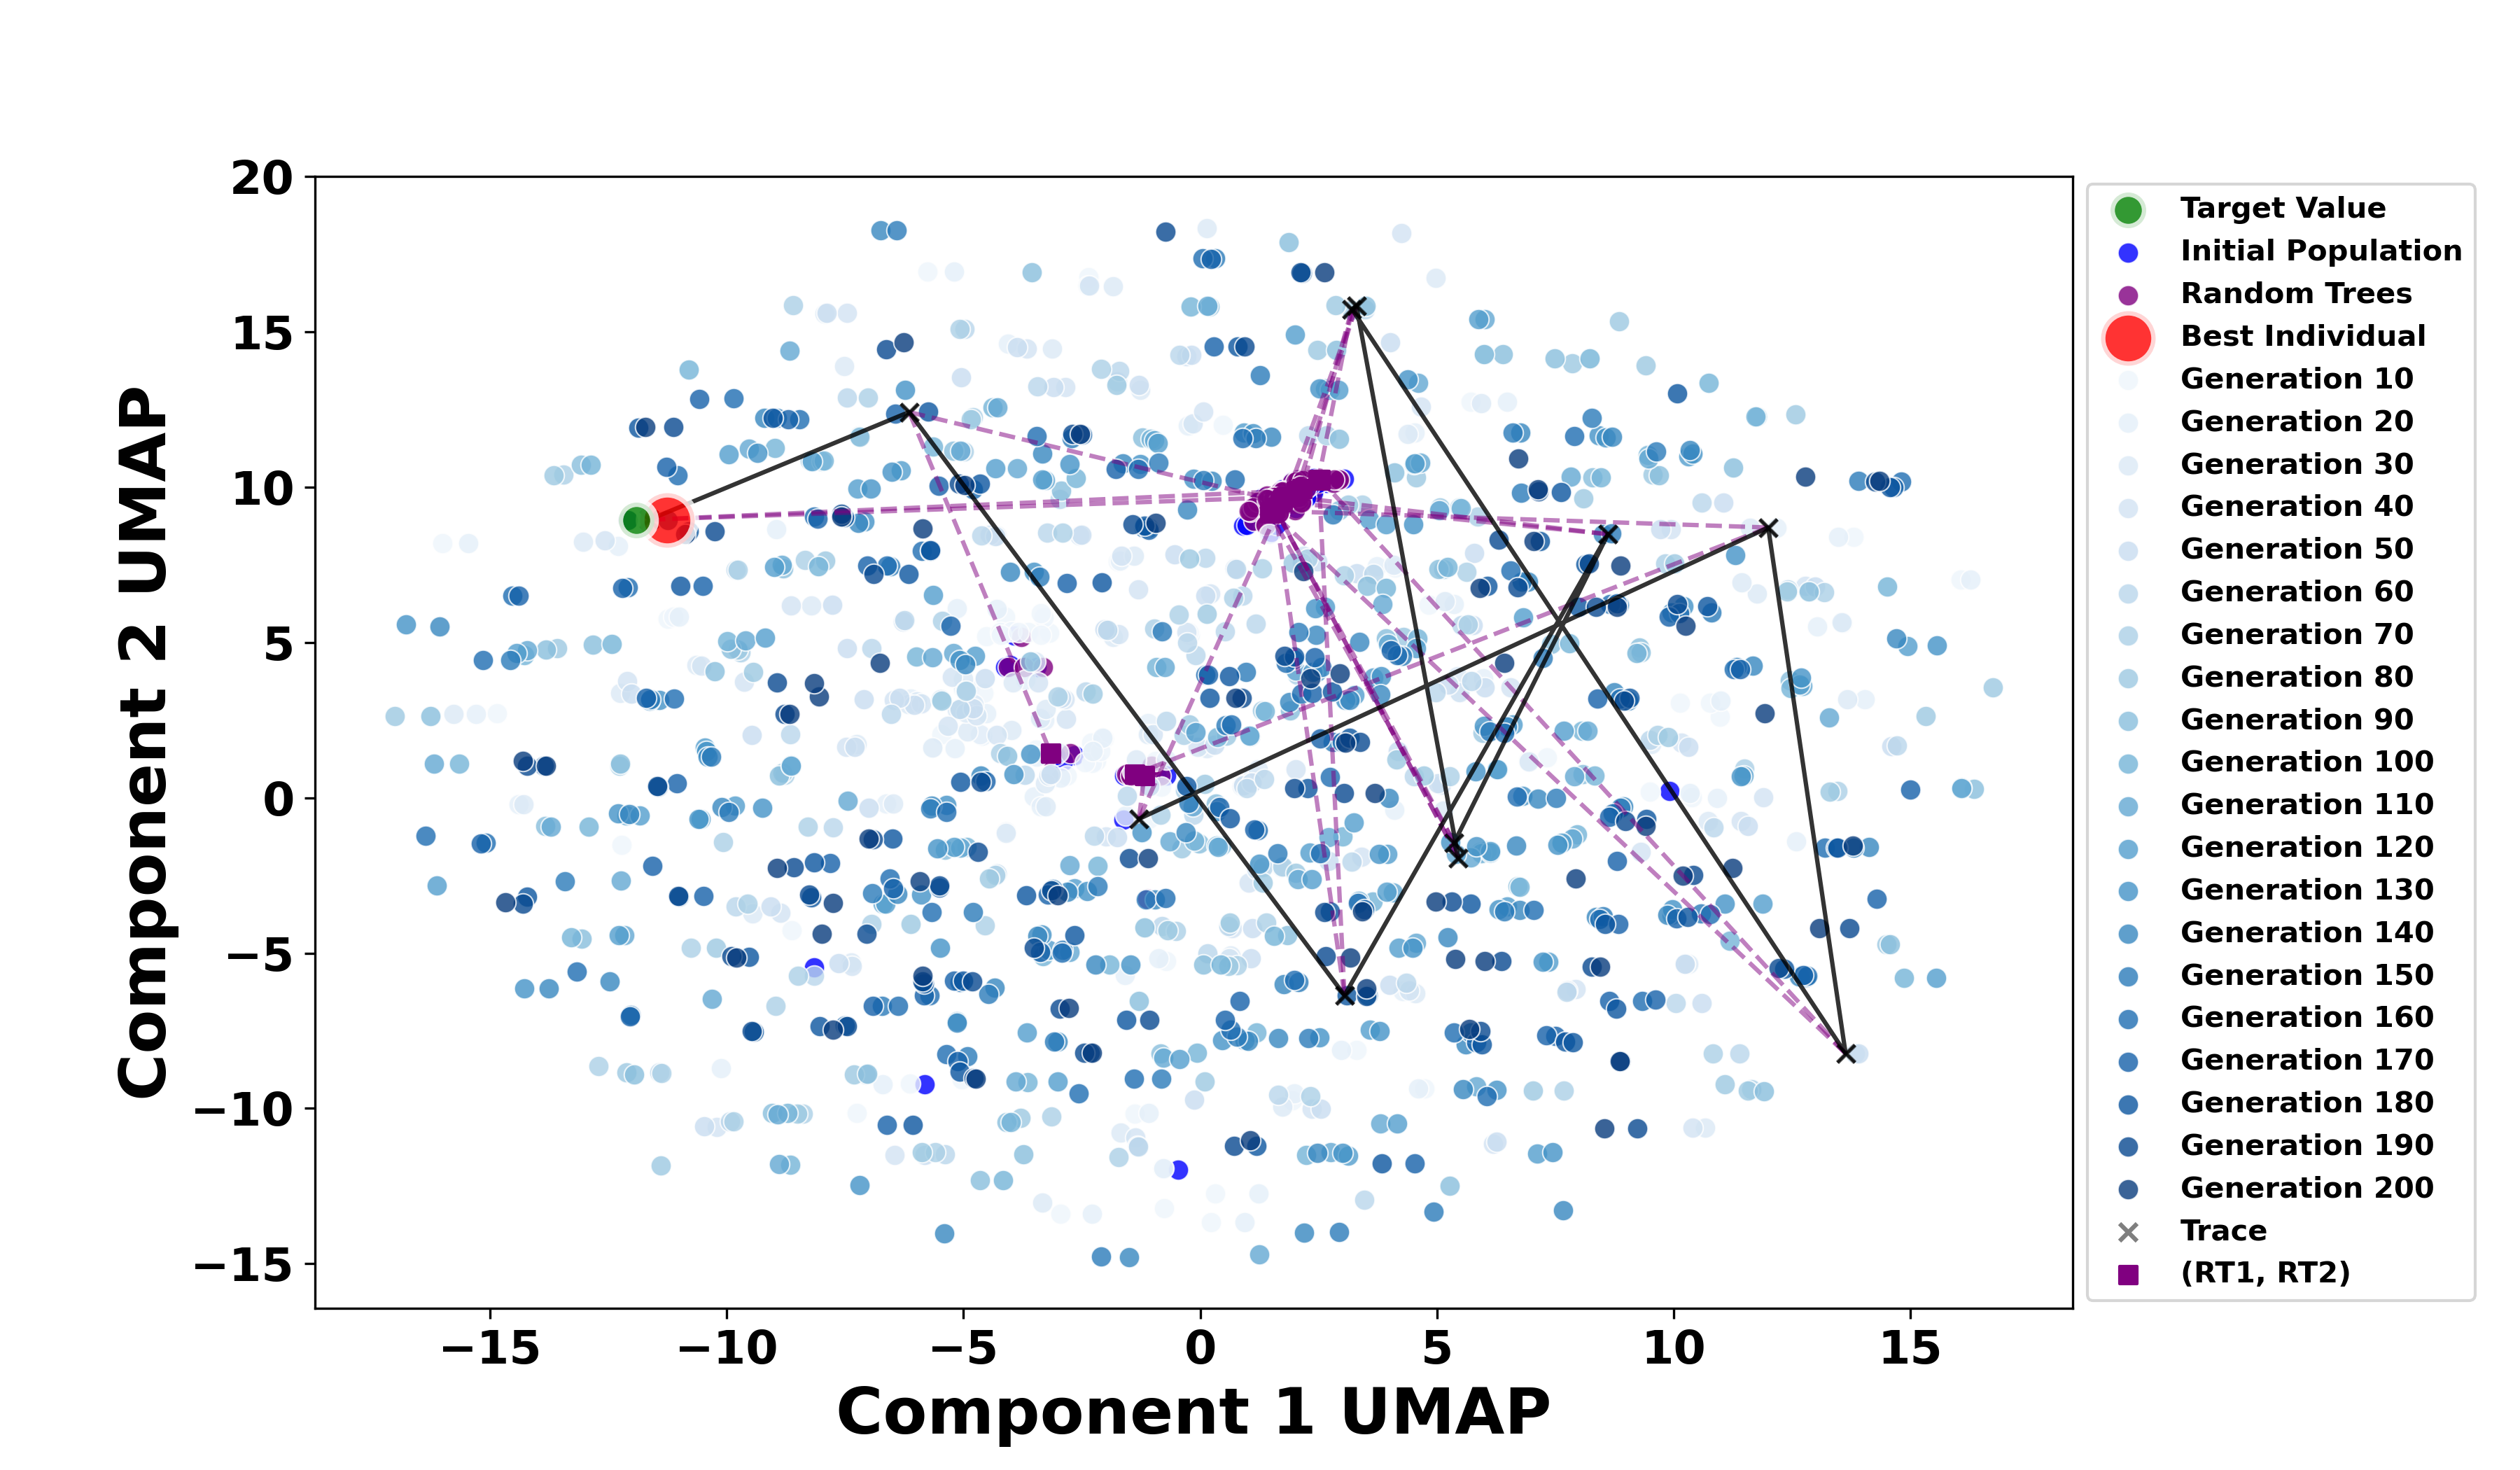 20
15
10
5
0
−5
−10
−15
Component 2 UMAP
−15
−10
−5
0
5
10
15
Component 1 UMAP
Target Value
Initial Population
Random Trees
Best Individual
Generation 10
Generation 20
Generation 30
Generation 40
Generation 50
Generation 60
Generation 70
Generation 80
Generation 90
Generation 100
Generation 110
Generation 120
Generation 130
Generation 140
Generation 150
Generation 160
Generation 170
Generation 180
Generation 190
Generation 200
Trace
(RT1, RT2)